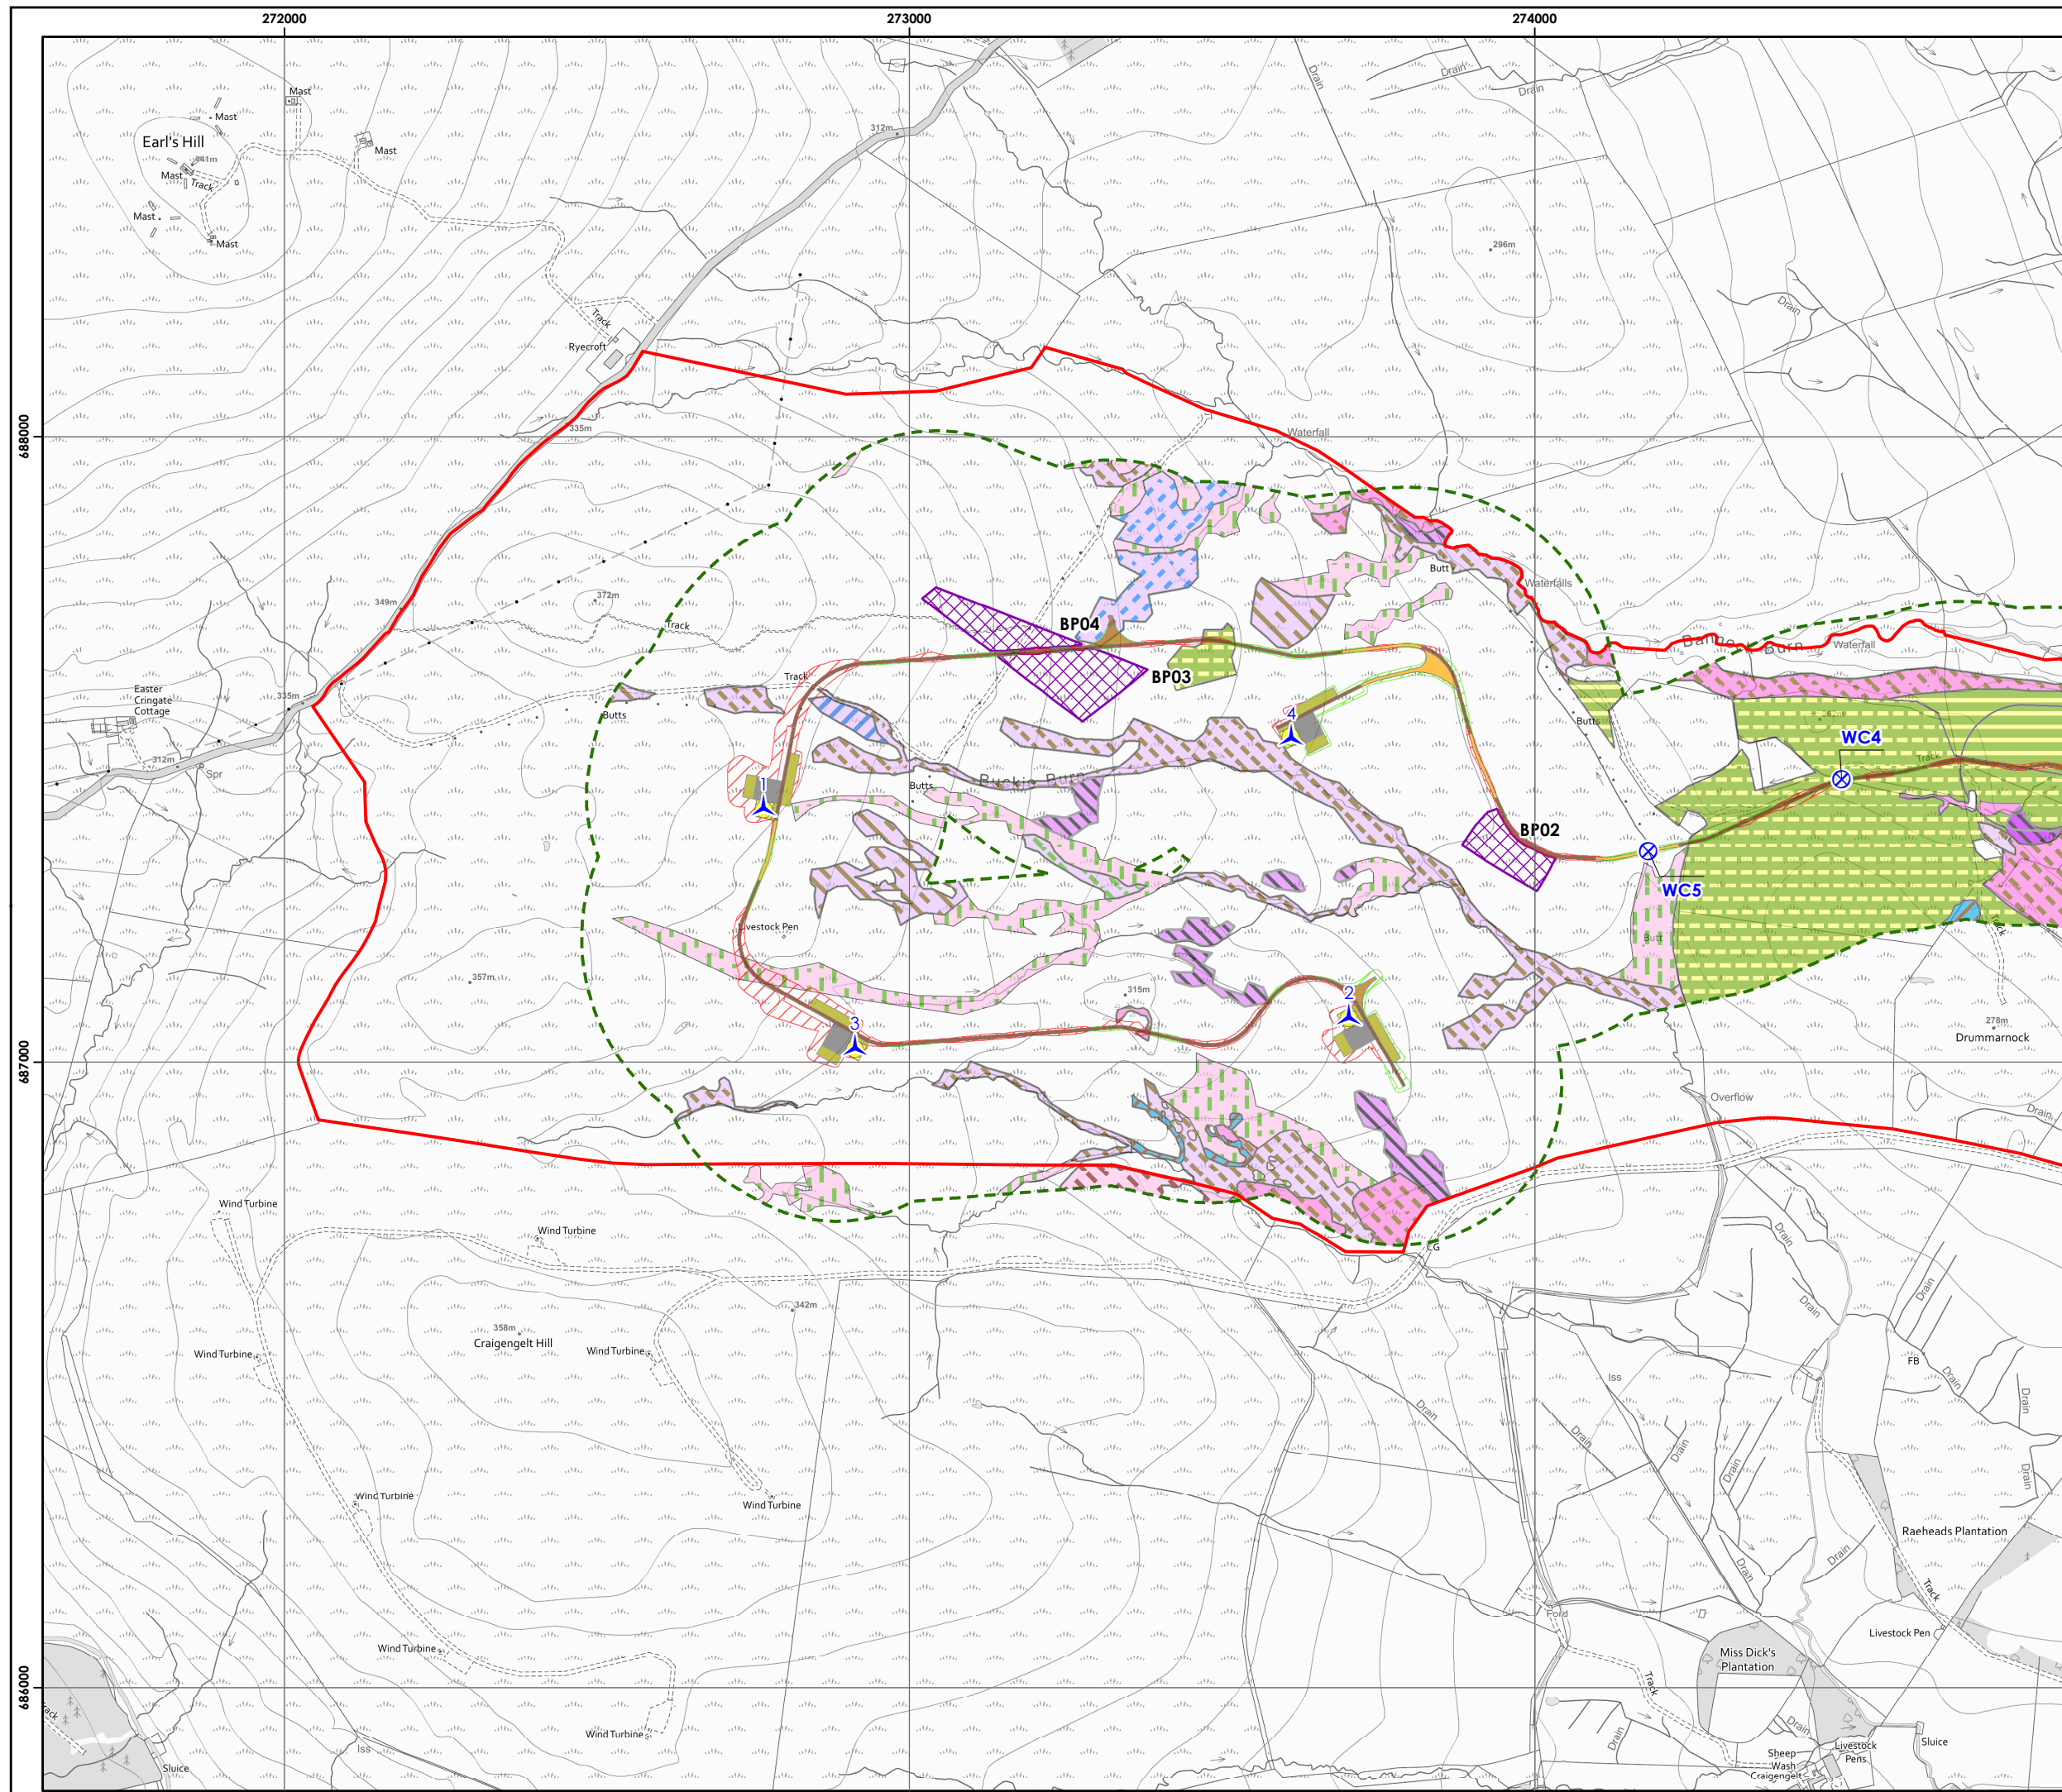 272000
273000
274000
688000
687000
686000
Drain
Drain
Drain
312m
Mast
Mast
Mast
Earl's Hill
441m
Mast
Track
Mast
Mast
296m
Drain
Track
Ryecroft
335m
Waterfall
349m
372m
Track
BP04
BP03
Butt
Waterfalls
Bannock Burn
Waterfall
Easter
Cringate
Cottage
335m
312m
Spr
Track
Butts
Butts
4
WC4
Track
1
Butts
Buckie Burn
BP02
WC5
Butt
Track
Livestock Pen
357m
315m
2
3
278m
Drummarnock
Overflow
Drain
Wind Turbine
Wind Turbine
CG
Drain
Drain
Drain
342m
358m
Craigengelt Hill
Wind Turbine
Wind Turbine
FB
Drain
Iss
Drain
Drain
Drain
Drain
Drain
Drain
Wind Turbine
Wind Turbine
Raeheads Plantation
Drain
Drain
Track
Ford
Livestock Pen
Wind Turbine
Miss Dick's
Plantation
Track
Wind Turbine
Drain
Drain
Sluice
Livestock
Pens
Sheep
Wash
Craigengelt
Iss
Sluice